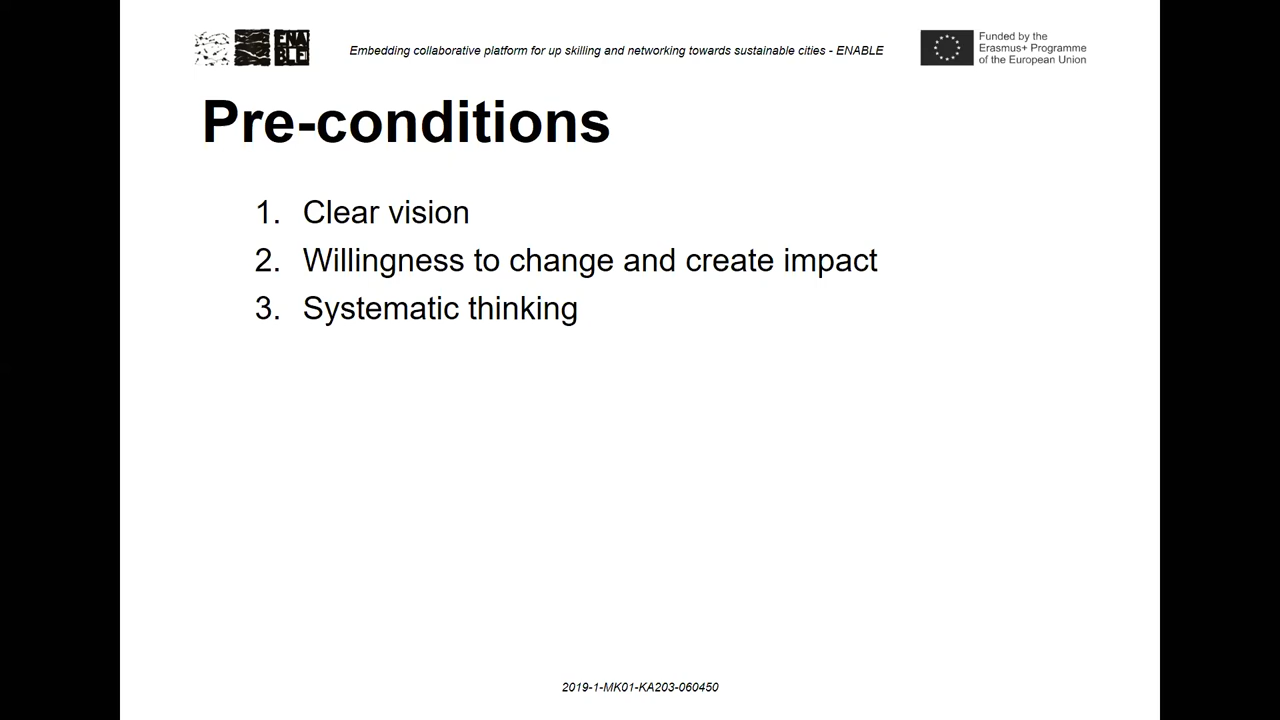 ENA
BLE
Embedding collaborative platform for up skilling and networking towards sustainable cities - ENABLE
Funded by the
Erasmus+ Programme
of the European Union
Pre-conditions
1. Clear vision
2. Willingness to change and create impact
3. Systematic thinking
2019-1-MK01-KA203-060450